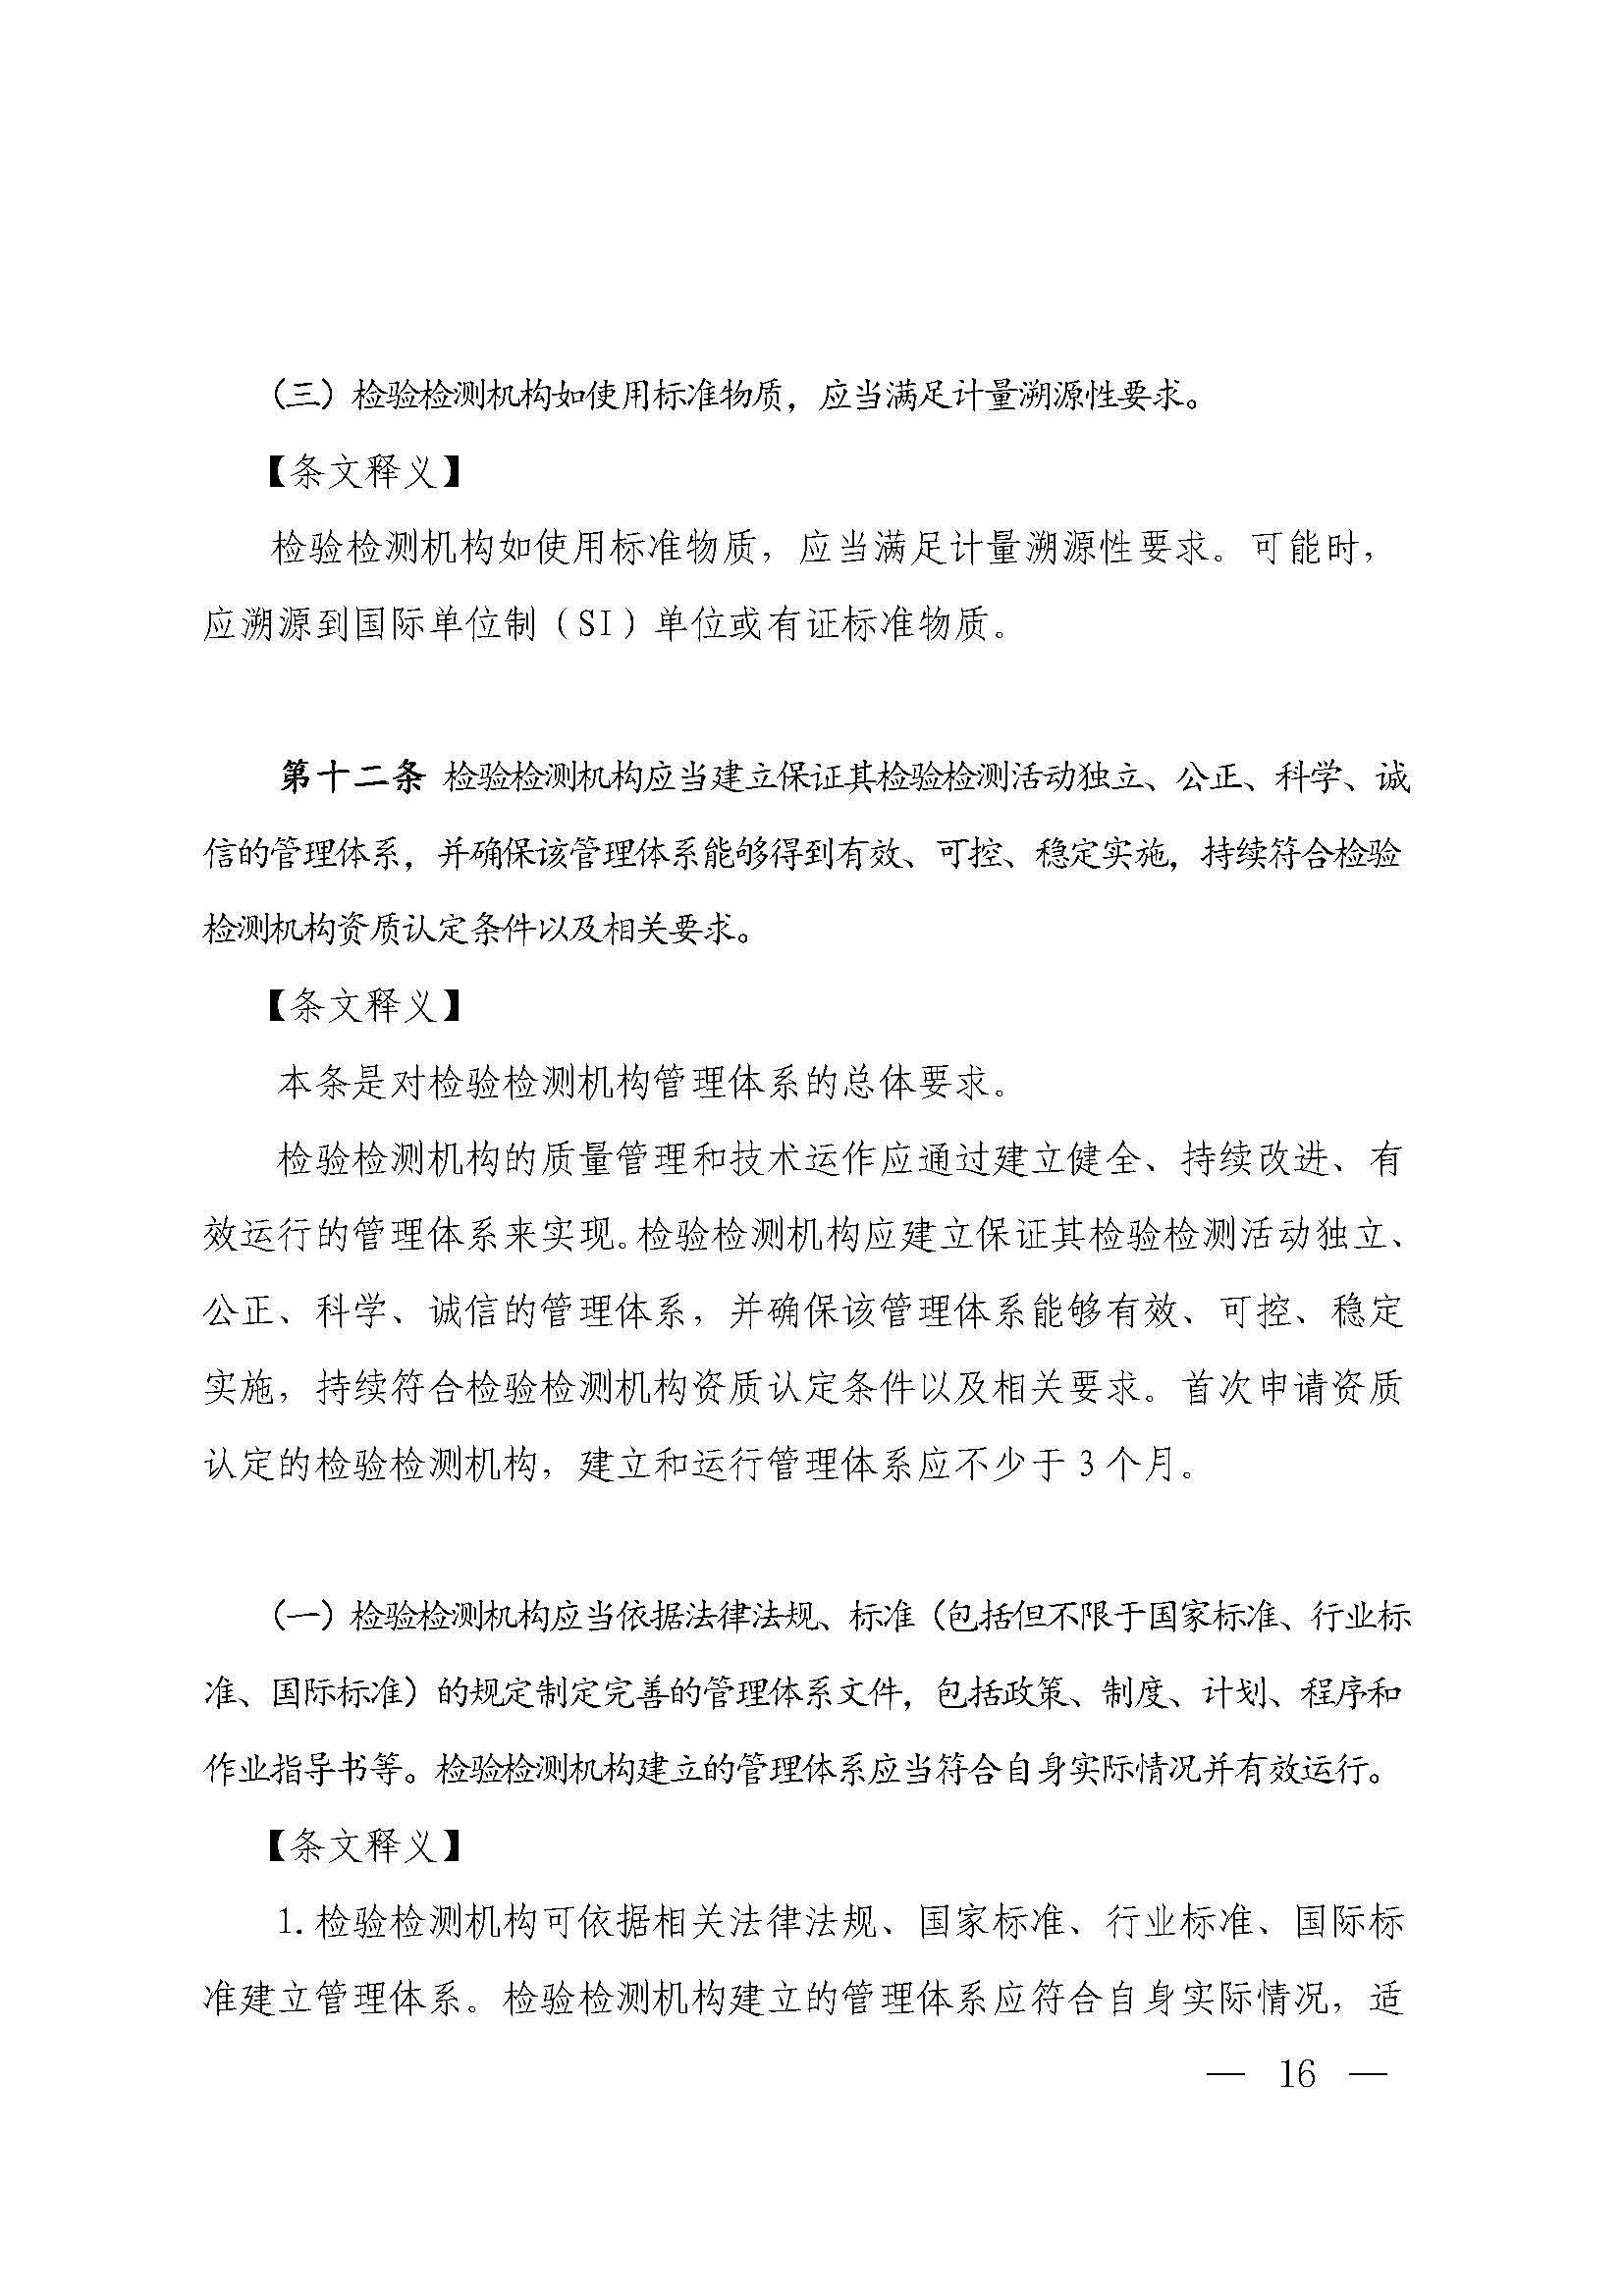 （三）检验检测机构如使用标准物质，应当满足计量溯源性要求。
【条文释义】
检验检测机构如使用标准物质，应当满足计量溯源性要求。可能时，
应溯源到国际单位制（SI）单位或有证标准物质。
第十二条 检验检测机构应当建立保证其检验检测活动独立、公正、科学、诚
信的管理体系，并确保该管理体系能够得到有效、可控、稳定实施，持续符合检验
检测机构资质认定条件以及相关要求。
【条文释义】
本条是对检验检测机构管理体系的总体要求。
检验检测机构的质量管理和技术运作应通过建立健全、持续改进、有
效运行的管理体系来实现。检验检测机构应建立保证其检验检测活动独立、
公正、科学、诚信的管理体系，并确保该管理体系能够有效、可控、稳定
实施，持续符合检验检测机构资质认定条件以及相关要求。首次申请资质
认定的检验检测机构，建立和运行管理体系应不少于 3 个月。
（一）检验检测机构应当依据法律法规、标准（包括但不限于国家标准、行业标
准、国际标准）的规定制定完善的管理体系文件，包括政策、制度、计划、程序和
作业指导书等。检验检测机构建立的管理体系应当符合自身实际情况并有效运行。
【条文释义】
1.检验检测机构可依据相关法律法规、国家标准、行业标准、国际标
准建立管理体系。检验检测机构建立的管理体系应符合自身实际情况，适
— 16 —